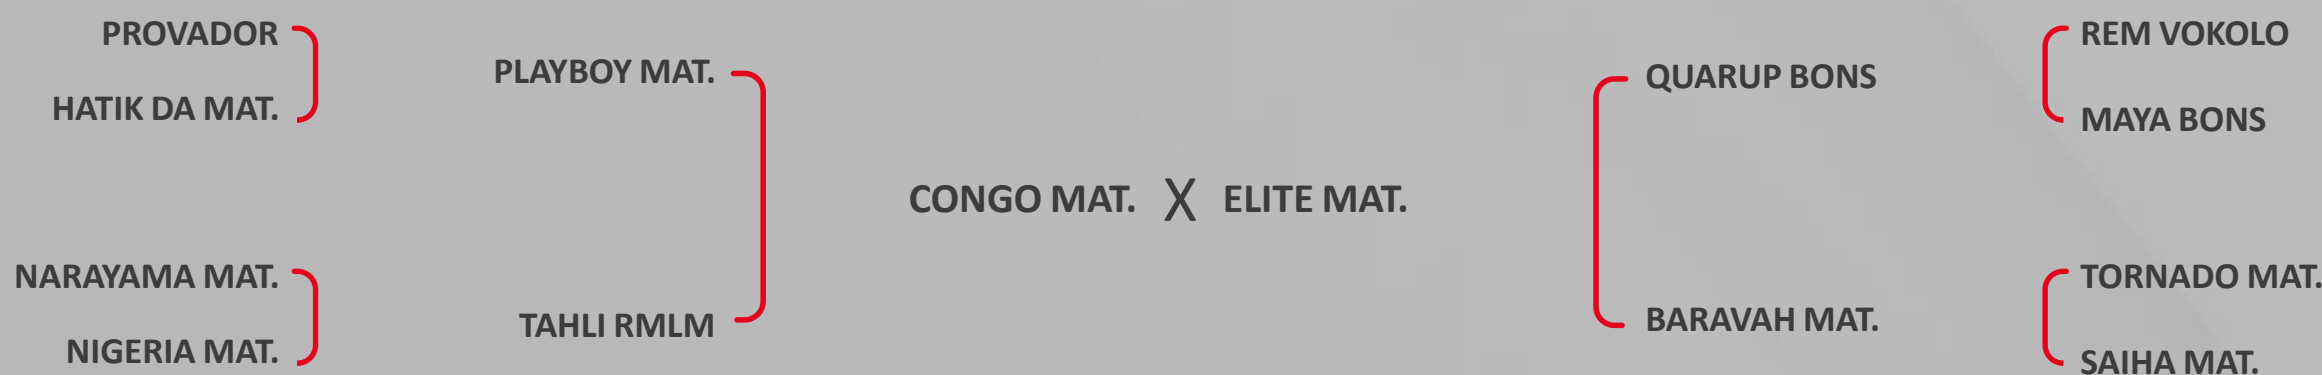 PROVADOR
HATIK DA MAT.
NARAYAMA MAT.
NIGERIA MAT.
PLAYBOY MAT.
TAHLI RMLM
CONGO MAT. X ELITE MAT.
QUARUP BONS
BARAVAH MAT.
REM VOKOLO
MAYA BONS
TORNADO MAT.
SAIHA MAT.